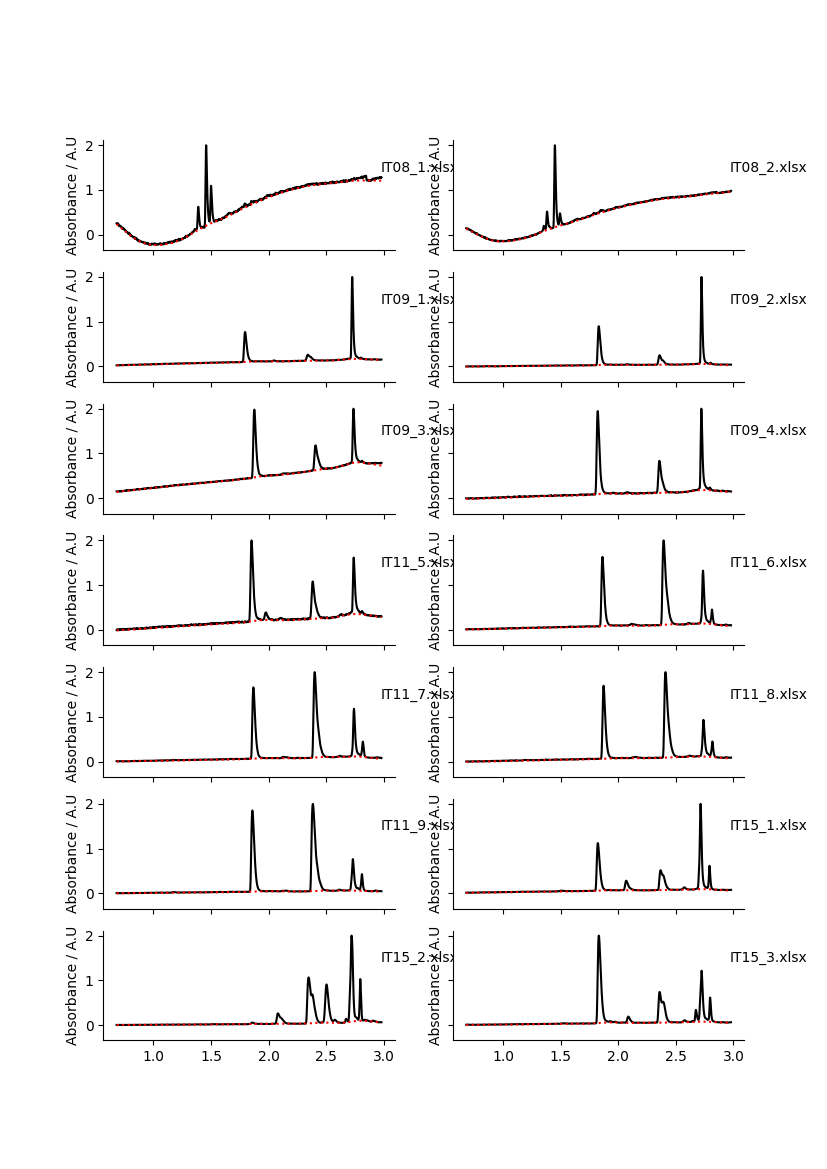 Absorbance / A.U
2
1
0
IT08_1.xlsx
Absorbance / A.U
IT08_2.xlsx
Absorbance / A.U
2
1
0
IT09_1.xlsx
Absorbance / A.U
IT09_2.xlsx
Absorbance / A.U
2
1
0
IT09_3.xlsx
Absorbance / A.U
IT09_4.xlsx
Absorbance / A.U
2
1
0
IT11_5.xlsx
Absorbance / A.U
IT11_6.xlsx
Absorbance / A.U
2
1
0
IT11_7.xlsx
Absorbance / A.U
IT11_8.xlsx
Absorbance / A.U
2
1
0
IT11_9.xlsx
Absorbance / A.U
IT15_1.xlsx
Absorbance / A.U
2
1
0
IT15_2.xlsx
Absorbance / A.U
IT15_3.xlsx
1.0 1.5 2.0 2.5 3.0
1.0 1.5 2.0 2.5 3.0